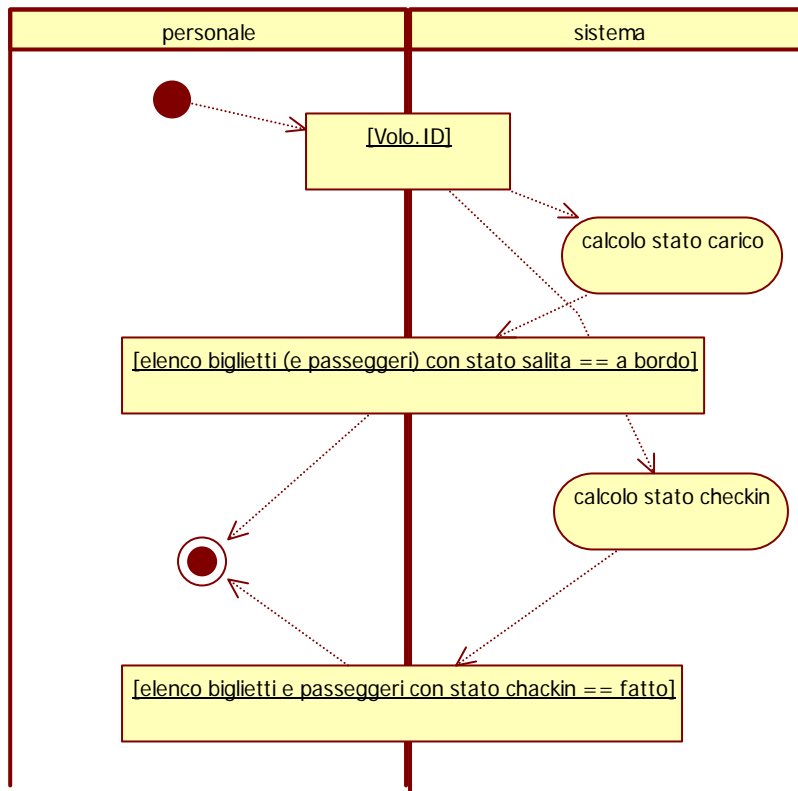 personale
sistema
[Volo.ID]
calcolo stato carico
[elenco biglietti (e passeggeri) con stato salita == a bordo]
calcolo stato checkin
[elenco biglietti e passeggeri con stato chackin == fatto]